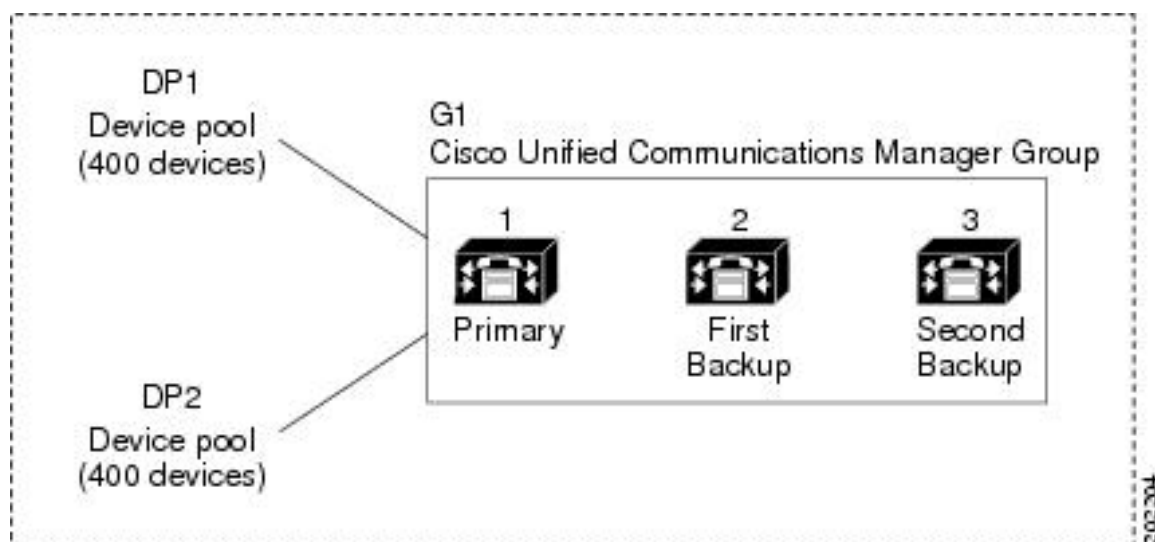 DP1
Device pool
(400 devices)
G1
Cisco Unified Communications Manager Group
1
2
3
Primary
First
Backup
Second
Backup
DP2
Device pool
(400 devices)